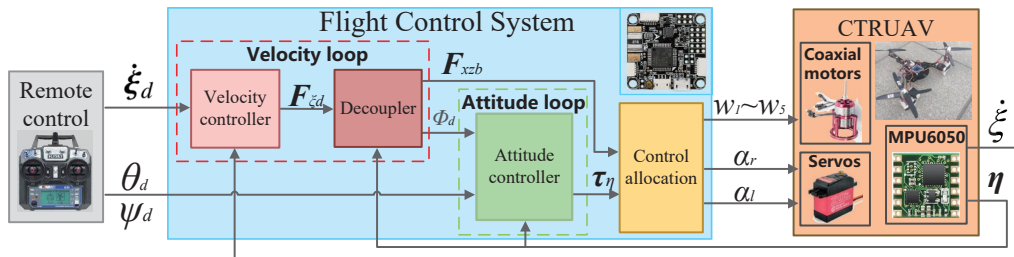 Flight Control System
CTRUAV
Remote control
ξ̇d
θd
ψd
Velocity loop
Velocity controller
Fξd
Decoupler
Fxzb
Φd
Attitude loop
Attitude controller
τη
Control allocation
w1~w5
αr
αl
Coaxial motors
Servos
MPU6050
ξ̇
η